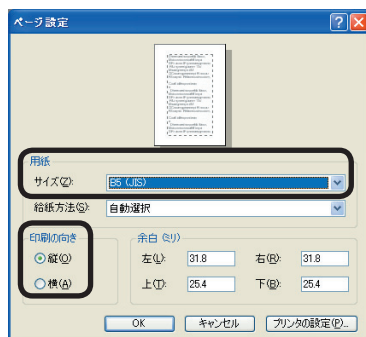 ページ設定
用紙
サイズ(Z):
B5 (JIS)
給紙方法(S):
自動選択
印刷の向き
縦(O)
横(A)
余白 (ミリ)
左(L):
31.8
右(R):
31.8
上(T):
25.4
下(B):
25.4
OK
キャンセル
プリンタの設定(P)...